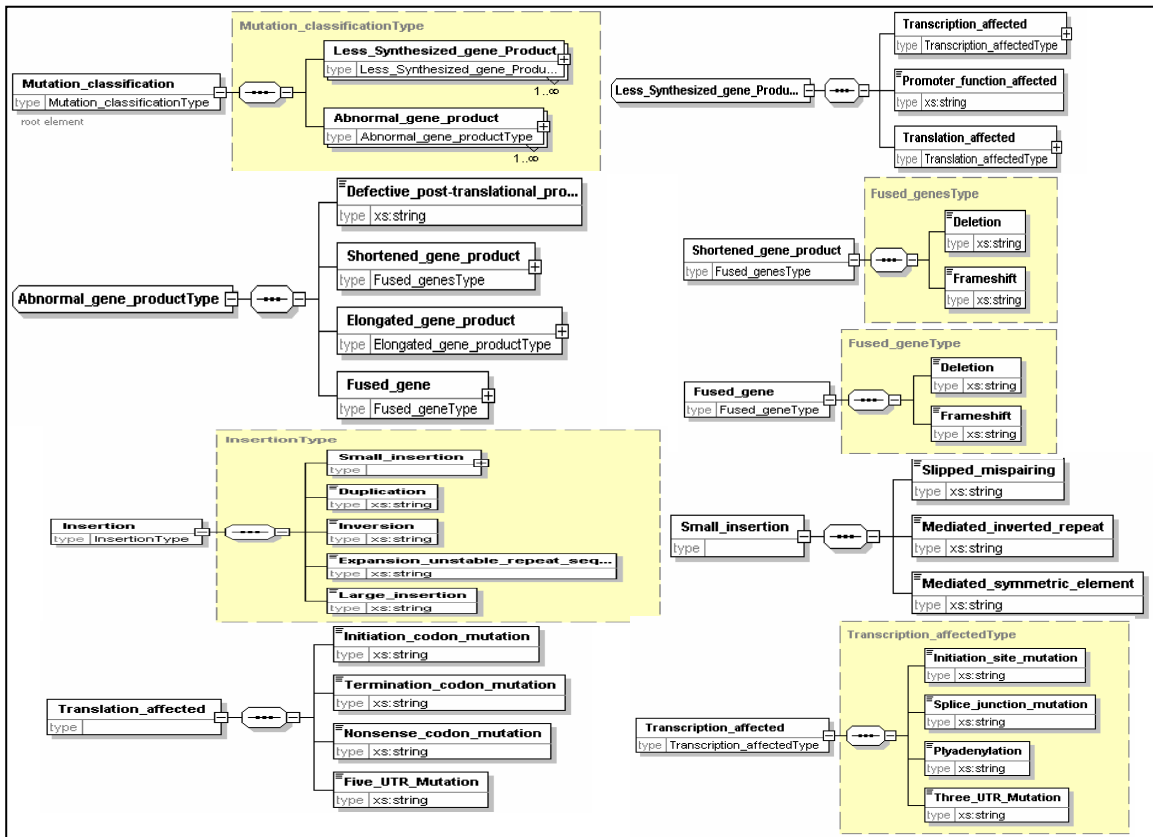 Mutation_classificationType
Less_Synthesized_gene_Product
type Less_Synthesized_gene_Produ...
1..∞
Mutation_classification
type Mutation_classificationType
root element
Abnormal_gene_product
type Abnormal_gene_productType
1..∞
Transcription_affected
type Transcription_affectedType
Less_Synthesized_gene_Produ...
Promoter_function_affected
type xs:string
Translation_affected
type Translation_affectedType
Defective_post-translational_pro...
type xs:string
Shortened_gene_product
type Fused_genesType
Abnormal_gene_productType
Elongated_gene_product
type Elongated_gene_productType
Fused_gene
type Fused_geneType
Fused_genesType
Deletion
type xs:string
Shortened_gene_product
type Fused_genesType
Frameshift
type xs:string
Fused_geneType
Deletion
type xs:string
Fused_gene
type Fused_geneType
Frameshift
type xs:string
InsertionType
Small_insertion
type
Duplication
type xs:string
Insertion
type InsertionType
Inversion
type xs:string
Expansion_unstable_repeat_seq...
type xs:string
Large_insertion
type xs:string
Slipped_mispairing
type xs:string
Small_insertion
type
Mediated_inverted_repeat
type xs:string
Mediated_symmetric_element
type xs:string
Initiation_codon_mutation
type xs:string
Termination_codon_mutation
type xs:string
Translation_affected
type
Nonsense_codon_mutation
type xs:string
Five_UTR_Mutation
type xs:string
Transcription_affectedType
Initiation_site_mutation
type xs:string
Splice_junction_mutation
type xs:string
Transcription_affected
type Transcription_affectedType
Plyadenylation
type xs:string
Three_UTR_Mutation
type xs:string